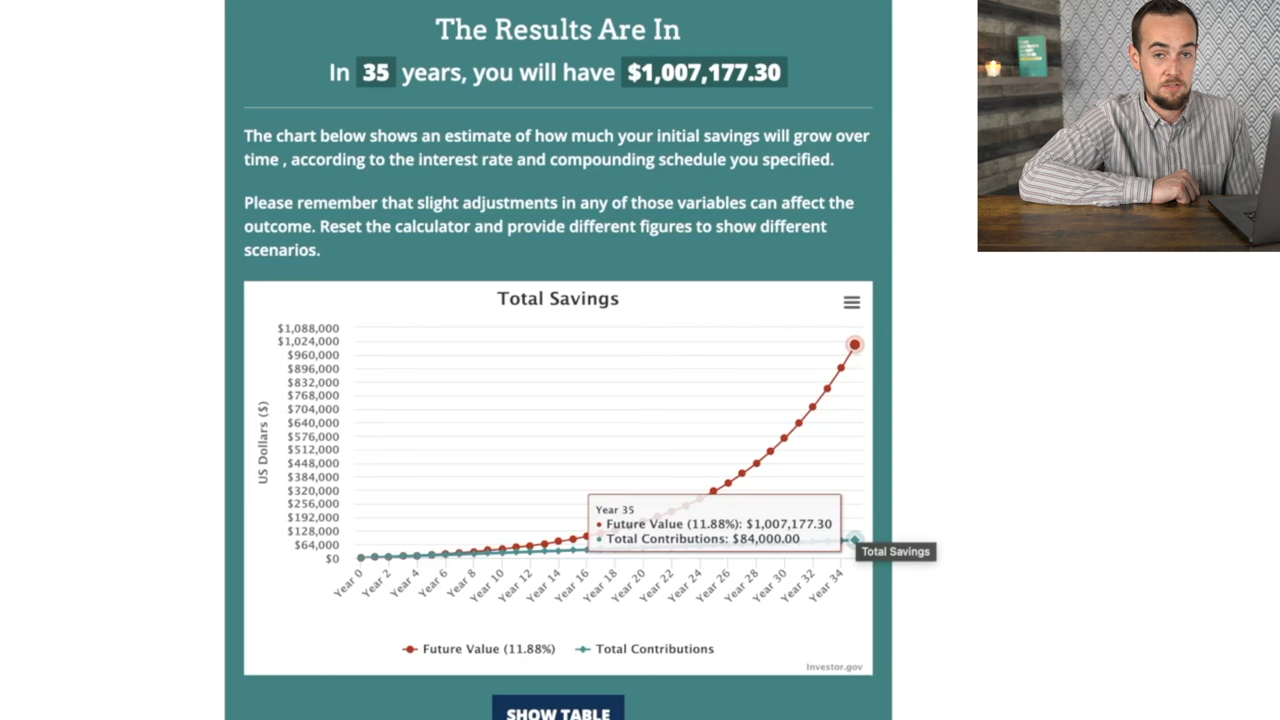 The Results Are In
In 35 years, you will have $1,007,177.30
The chart below shows an estimate of how much your initial savings will grow over
time , according to the interest rate and compounding schedule you specified.
Please remember that slight adjustments in any of those variables can affect the
outcome. Reset the calculator and provide different figures to show different
scenarios.
Total Savings
US Dollars ($)
$1,088,000
$1,024,000
$960,000
$896,000
$832,000
$768,000
$704,000
$640,000
$576,000
$512,000
$448,000
$384,000
$320,000
$256,000
$192,000
$128,000
$64,000
$0
Year 35
Future Value (11.88%): $1,007,177.30
Total Contributions: $84,000.00
Total Savings
Year 0
Year 2
Year 4
Year 6
Year 8
Year 10
Year 12
Year 14
Year 16
Year 18
Year 20
Year 22
Year 24
Year 26
Year 28
Year 30
Year 32
Year 34
Future Value (11.88%)
Total Contributions
Investor.gov
SHOW TABLE